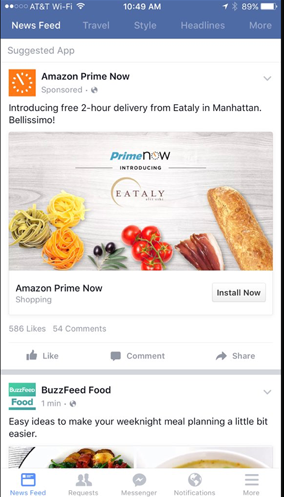 AT&T Wi-Fi 10:49 AM 89%
News Feed Travel Style Headlines More
Suggested App
Amazon Prime Now
Sponsored ·
Introducing free 2-hour delivery from Eataly in Manhattan.
Bellissimo!
PrimeNOW
INTRODUCING
EATALY
Amazon Prime Now
Shopping
Install Now
586 Likes 54 Comments
Like Comment Share
BuzzFeed
Food
BuzzFeed Food
1 min ·
Easy ideas to make your weeknight meal planning a little bit
easier.
News Feed Requests Messenger Notifications More